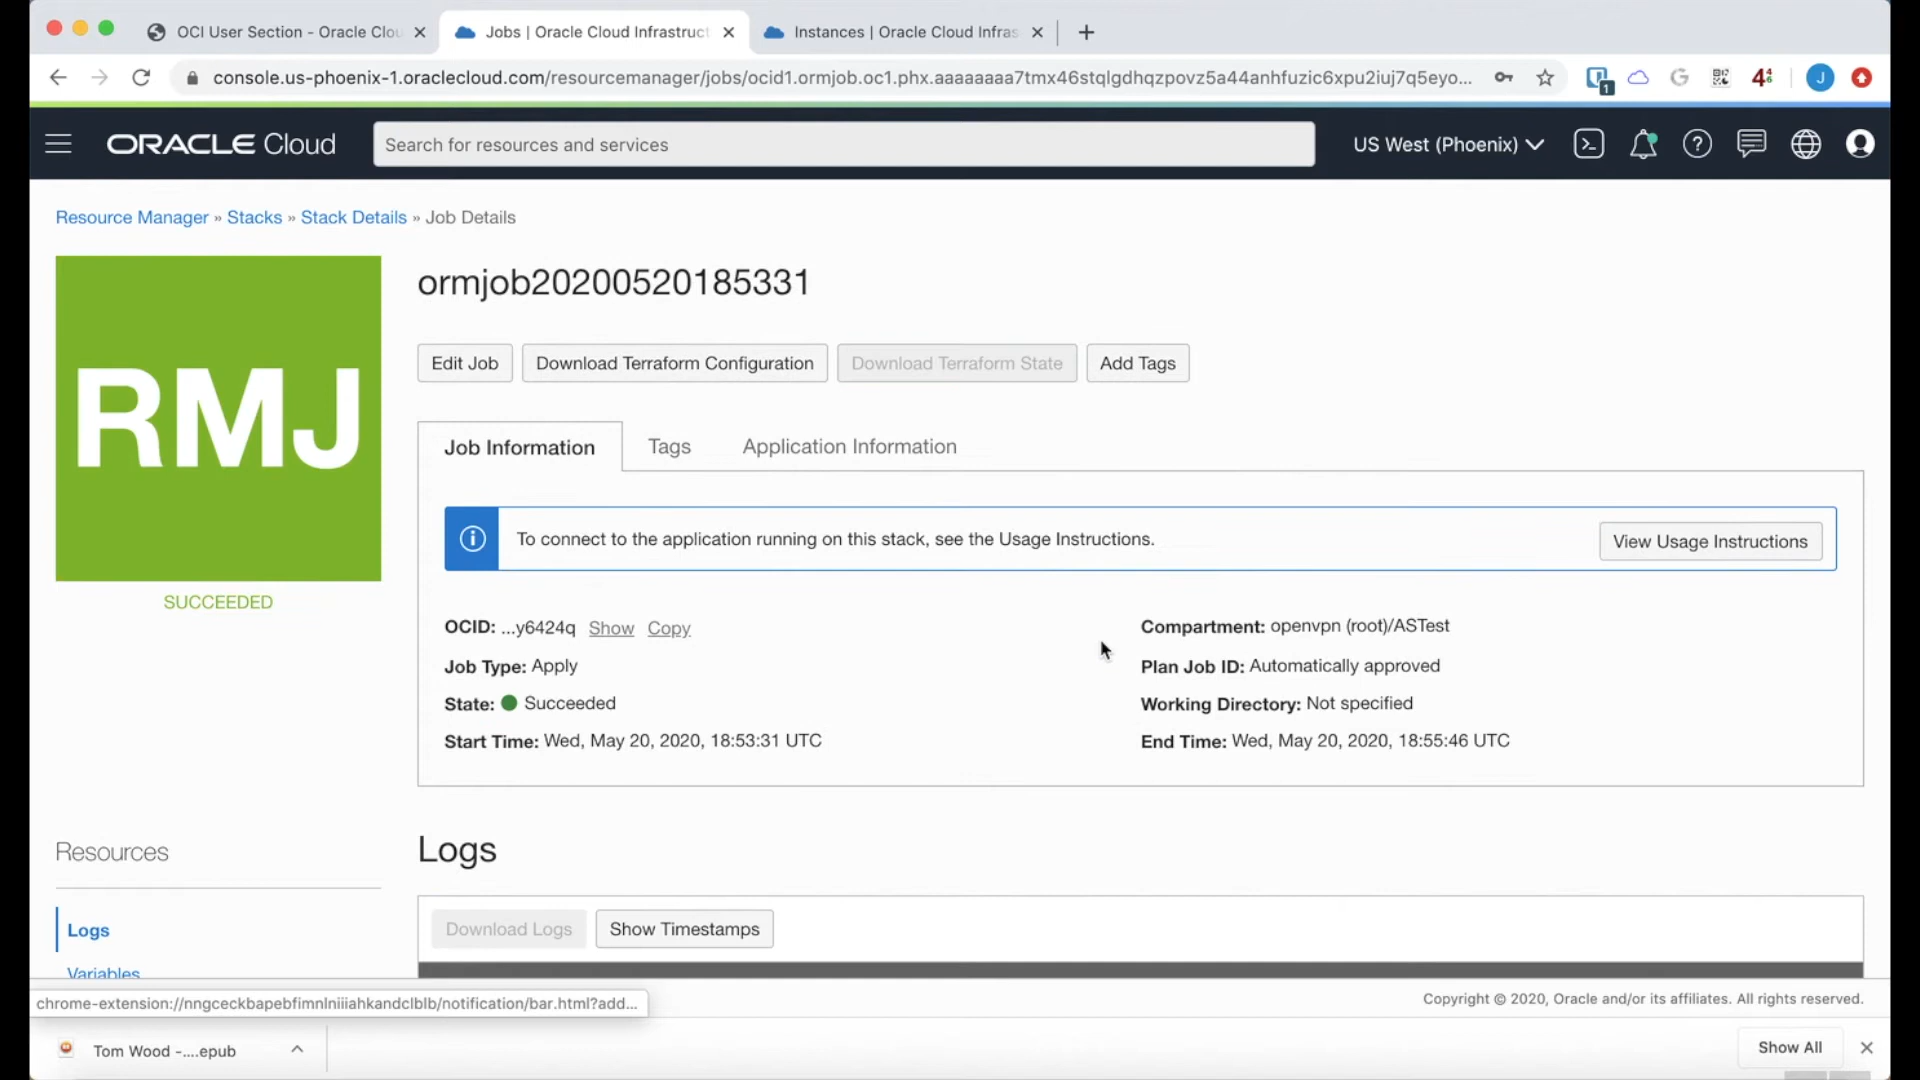 OCI User Section - Oracle Clou
Jobs | Oracle Cloud Infrastruct
Instances | Oracle Cloud Infras
console.us-phoenix-1.oraclecloud.com/resourcemanager/jobs/ocid1.ormjob.oc1.phx.aaaaaaaa7tmx46stqlgdhqzpovz5a44anhfuzic6xpu2iuj7q5eyo...
1
J
ORACLE Cloud
Search for resources and services
US West (Phoenix)
Resource Manager » Stacks » Stack Details » Job Details
RMJ
SUCCEEDED
ormjob20200520185331
Edit Job
Download Terraform Configuration
Download Terraform State
Add Tags
Job Information
Tags
Application Information
To connect to the application running on this stack, see the Usage Instructions.
View Usage Instructions
OCID: ...y6424q Show Copy
Compartment: openvpn (root)/ASTest
Job Type: Apply
Plan Job ID: Automatically approved
State: Succeeded
Working Directory: Not specified
Start Time: Wed, May 20, 2020, 18:53:31 UTC
End Time: Wed, May 20, 2020, 18:55:46 UTC
Resources
Logs
Variables
Logs
Download Logs
Show Timestamps
chrome-extension://nngceckbapebfimnlniiiahkandclblb/notification/bar.html?add...
Copyright © 2020, Oracle and/or its affiliates. All rights reserved.
Tom Wood -....epub
Show All